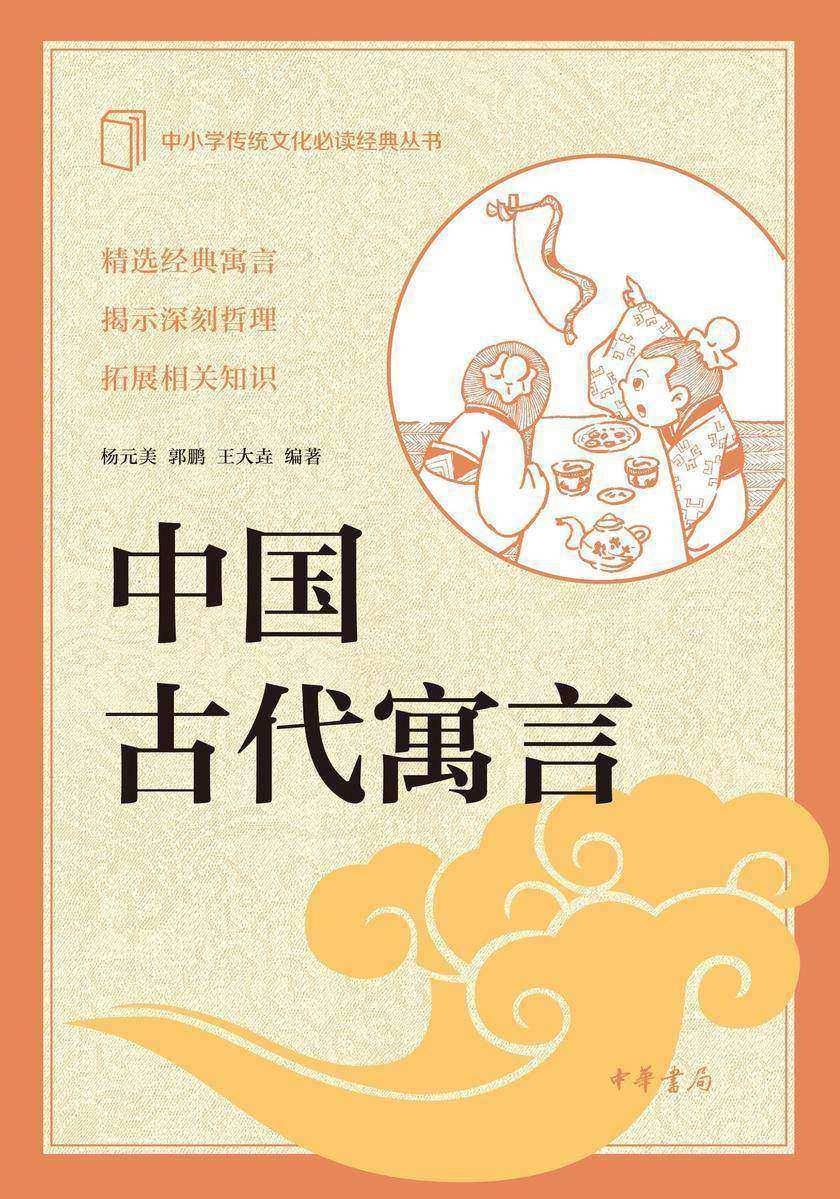 中小学传统文化必读经典丛书
精选经典寓言
揭示深刻哲理
拓展相关知识
杨元美 郭鹏 王大垚 编著
中国
古代寓言
中华书局